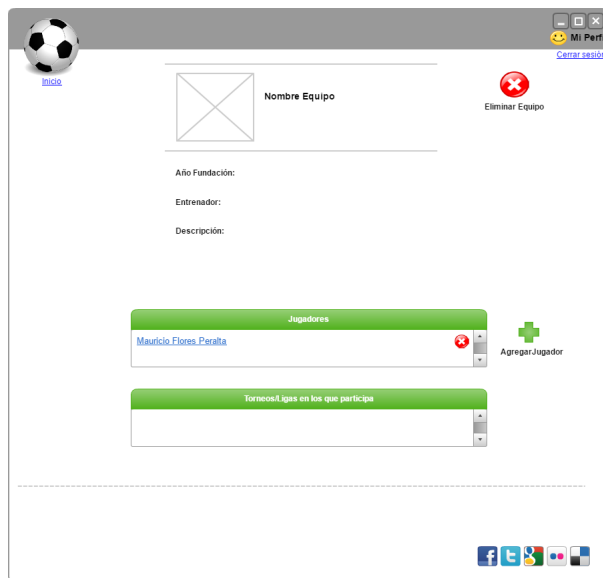 Mi Perfi
Cerrar sesión
Inicio
Nombre Equipo
Eliminar Equipo
Año Fundación:
Entrenador:
Descripción:
Jugadores
Mauricio Flores Peralta
AgregarJugador
Torneos/Ligas en los que participa